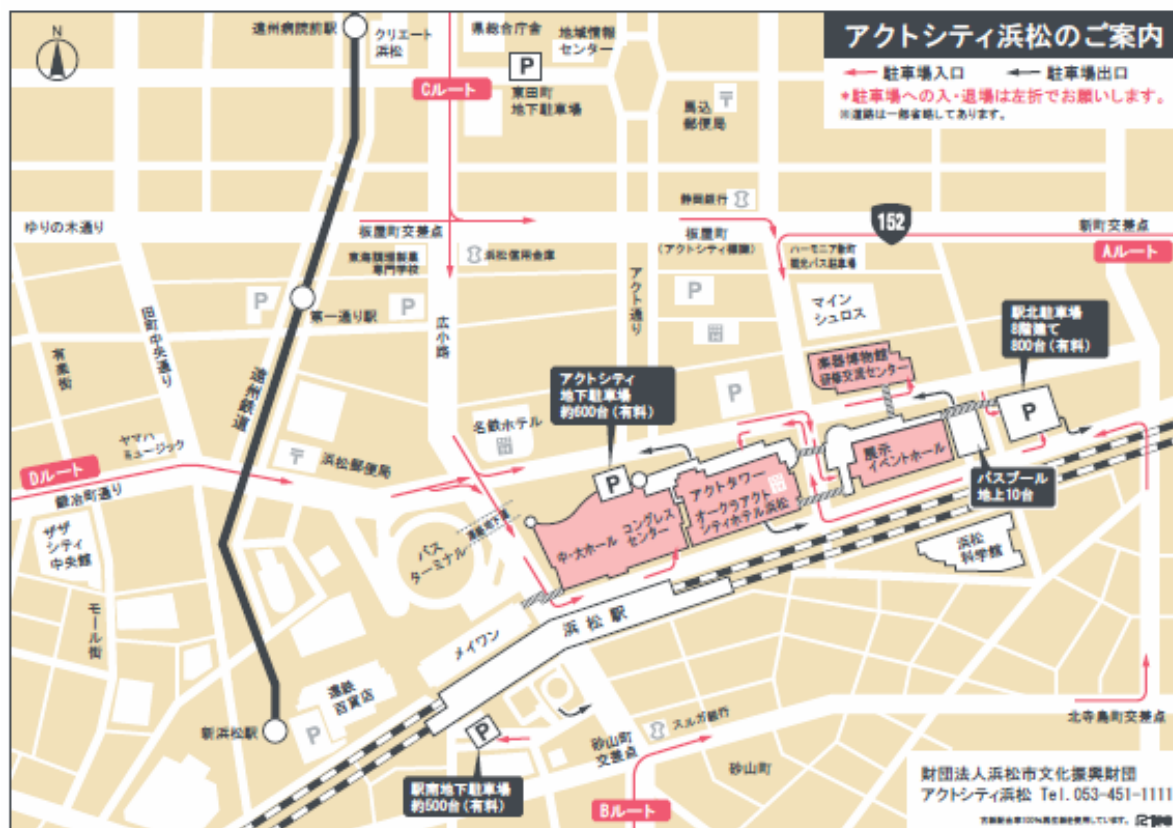 アクトシティ浜松のご案内
駐車場入口
駐車場出口
*駐車場への入・退場は左折でお願いします。
※道路は一部省略してあります。
N
遠州病院前駅
クリエート
浜松
県総合庁舎
地域情報
センター
P
東田町
地下駐車場
馬込
郵便局
Cルート
ゆりの木通り
板屋町交差点
静岡銀行
板屋町
(アクトシティ標識)
152
新町交差点
Aルート
浜松信用金庫
専門学校
P
P
第一通り駅
田町中央通り
有楽街
広小路
アクト通り
P
マイン
シュロス
駅北駐車場
8階建て
800台(有料)
P
楽器博物館
研修交流センター
アクトシティ
地下駐車場
約600台(有料)
P
名鉄ホテル
ヤマハ
ミュージック
浜松郵便局
Dルート
鍛冶町通り
P
アクトタワー
オークラアクト
シティホテル浜松
展示
イベントホール
バスプール
地上10台
コングレス
センター
中・大ホール
バス
ターミナル
ザザ
シティ
中央館
モール街
浜松
科学館
浜松駅
メイワン
遠鉄
百貨店
新浜松駅
P
P
駅南地下駐車場
約500台(有料)
砂山町
交差点
スルガ銀行
北寺島町交差点
砂山町
Bルート
財団法人浜松市文化振興財団
アクトシティ浜松 Tel.053-451-1111